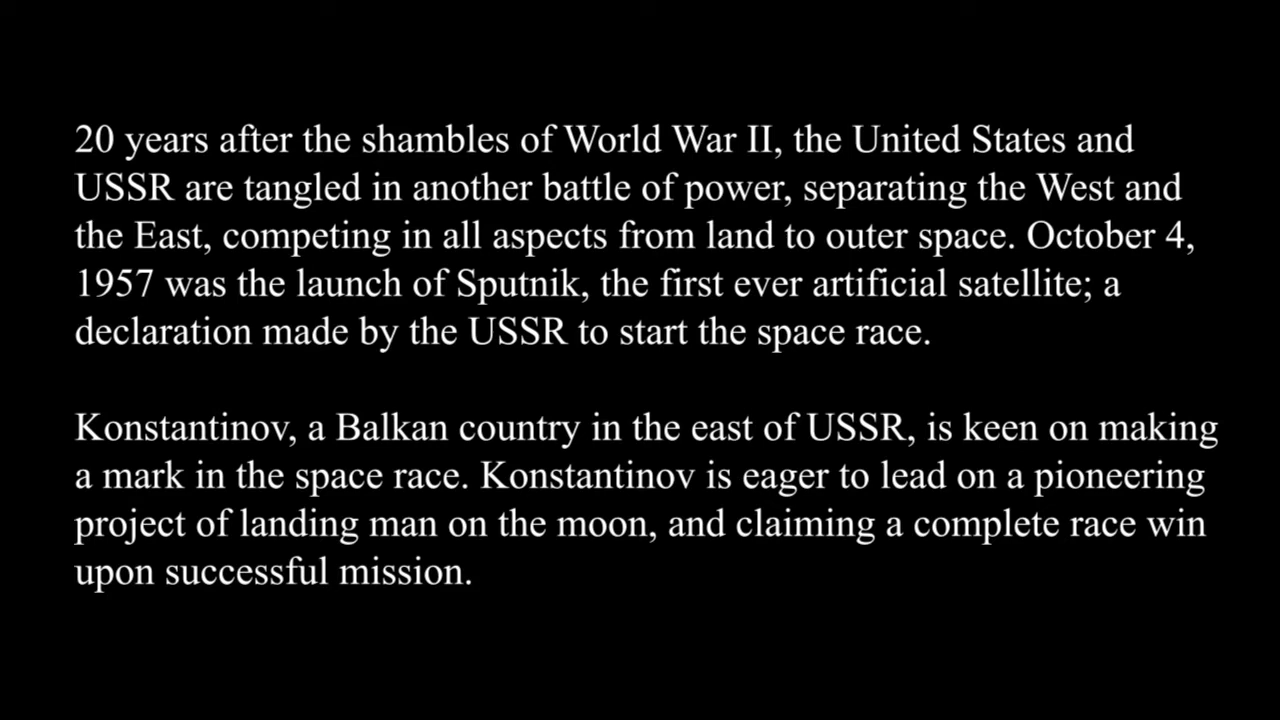 20 years after the shambles of World War II, the United States and
USSR are tangled in another battle of power, separating the West and
the East, competing in all aspects from land to outer space. October 4,
1957 was the launch of Sputnik, the first ever artificial satellite; a
declaration made by the USSR to start the space race.
Konstantinov, a Balkan country in the east of USSR, is keen on making
a mark in the space race. Konstantinov is eager to lead on a pioneering
project of landing man on the moon, and claiming a complete race win
upon successful mission.